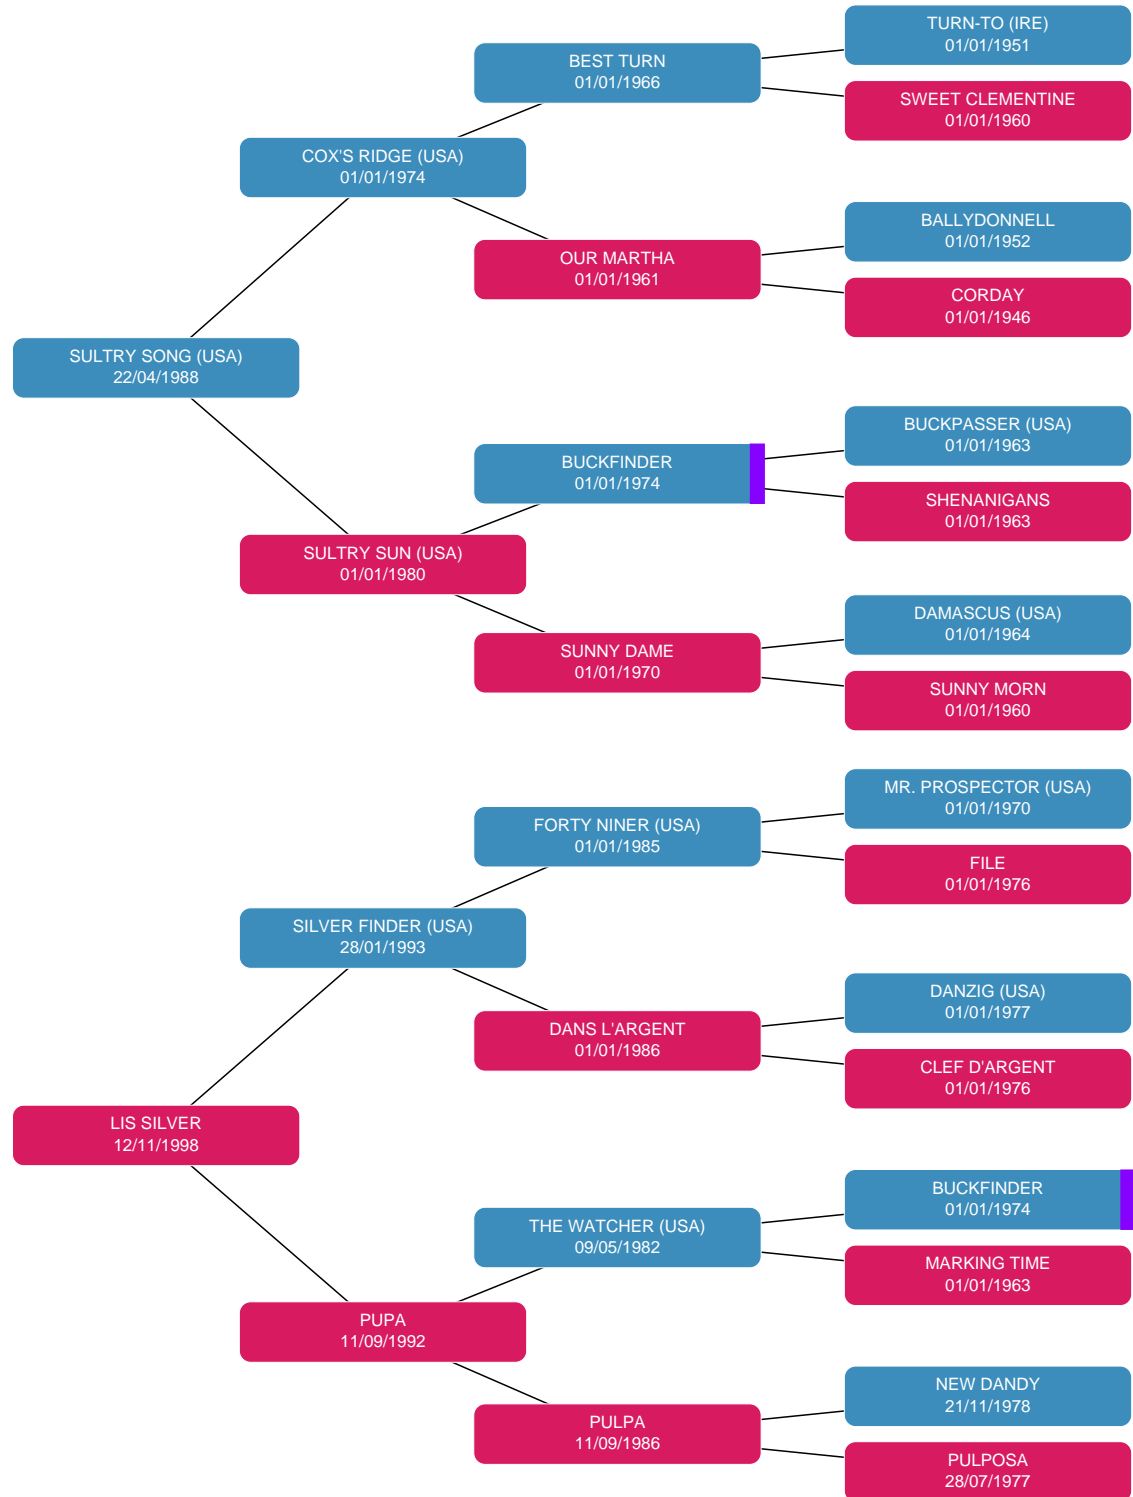 TURN-TO (IRE)
01/01/1951
BEST TURN
01/01/1966
SWEET CLEMENTINE
01/01/1960
COX'S RIDGE (USA)
01/01/1974
BALLYDONNELL
01/01/1952
OUR MARTHA
01/01/1961
CORDAY
01/01/1946
SULTRY SONG (USA)
22/04/1988
BUCKPASSER (USA)
01/01/1963
BUCKFINDER
01/01/1974
SHENANIGANS
01/01/1963
SULTRY SUN (USA)
01/01/1980
DAMASCUS (USA)
01/01/1964
SUNNY DAME
01/01/1970
SUNNY MORN
01/01/1960
MR. PROSPECTOR (USA)
01/01/1970
FORTY NINER (USA)
01/01/1985
FILE
01/01/1976
SILVER FINDER (USA)
28/01/1993
DANZIG (USA)
01/01/1977
DANS L'ARGENT
01/01/1986
CLEF D'ARGENT
01/01/1976
LIS SILVER
12/11/1998
BUCKFINDER
01/01/1974
THE WATCHER (USA)
09/05/1982
MARKING TIME
01/01/1963
PUPA
11/09/1992
NEW DANDY
21/11/1978
PULPA
11/09/1986
PULPOSA
28/07/1977